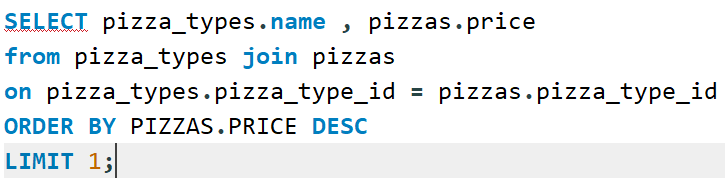 SELECT pizza_types.name , pizzas.price
from pizza_types join pizzas
on pizza_types.pizza_type_id = pizzas.pizza_type_id
ORDER BY PIZZAS.PRICE DESC
LIMIT 1;